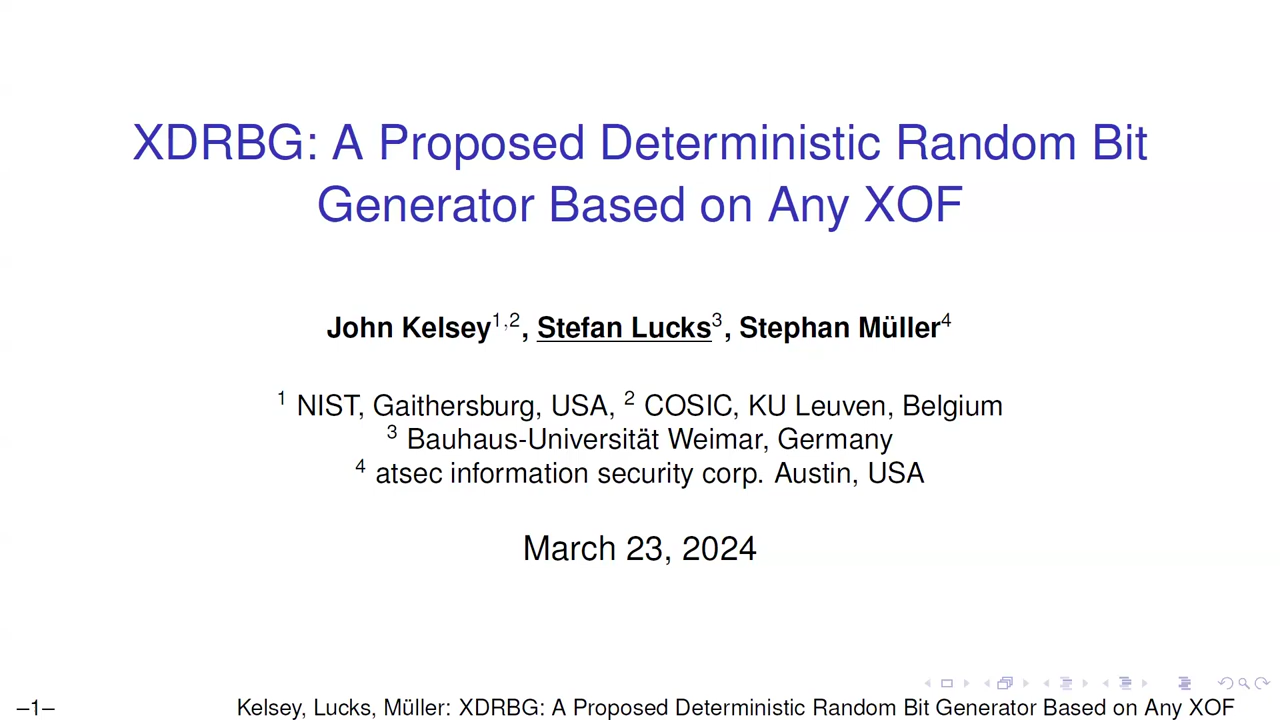 XDRBG: A Proposed Deterministic Random Bit
Generator Based on Any XOF
John Kelsey1,2, Stefan Lucks3, Stephan Müller4
1 NIST, Gaithersburg, USA, 2 COSIC, KU Leuven, Belgium
3 Bauhaus-Universität Weimar, Germany
4 atsec information security corp. Austin, USA
March 23, 2024
–1– Kelsey, Lucks, Müller: XDRBG: A Proposed Deterministic Random Bit Generator Based on Any XOF